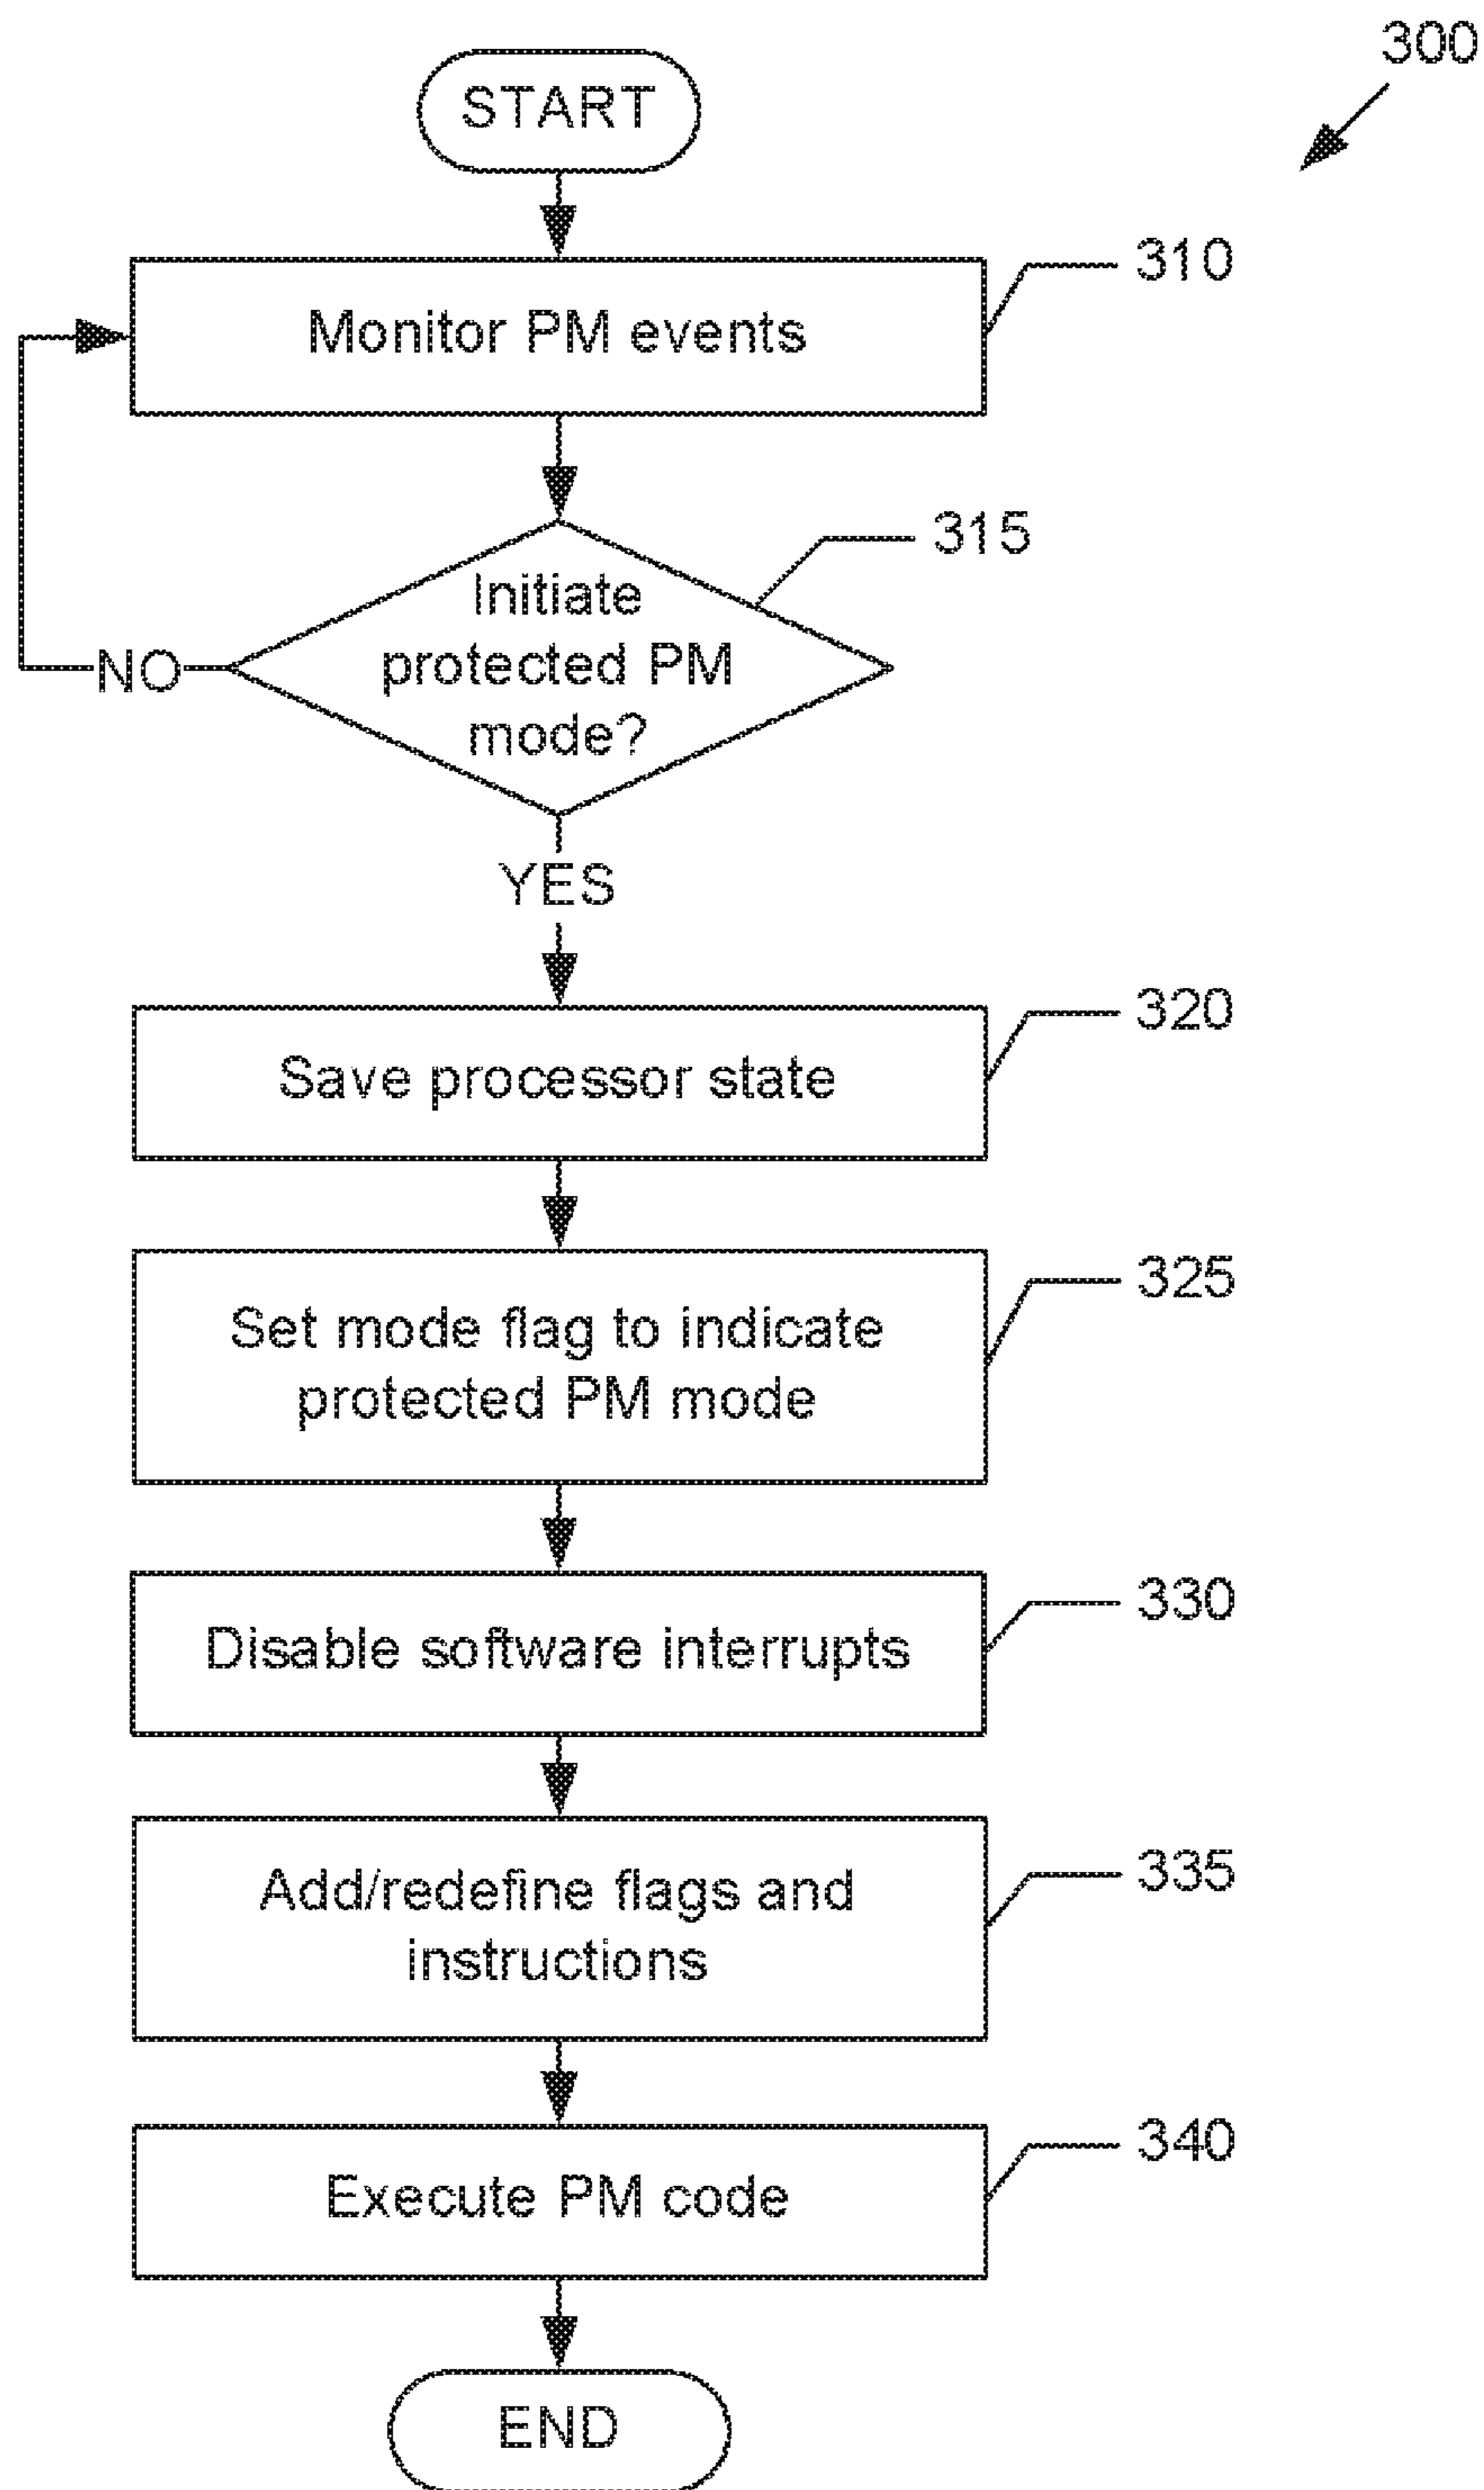 300
START
310
Monitor PM events
315
Initiate
protected PM
mode?
NO
YES
320
Save processor state
325
Set mode flag to indicate
protected PM mode
330
Disable software interrupts
335
Add/redefine flags and
instructions
340
Execute PM code
END